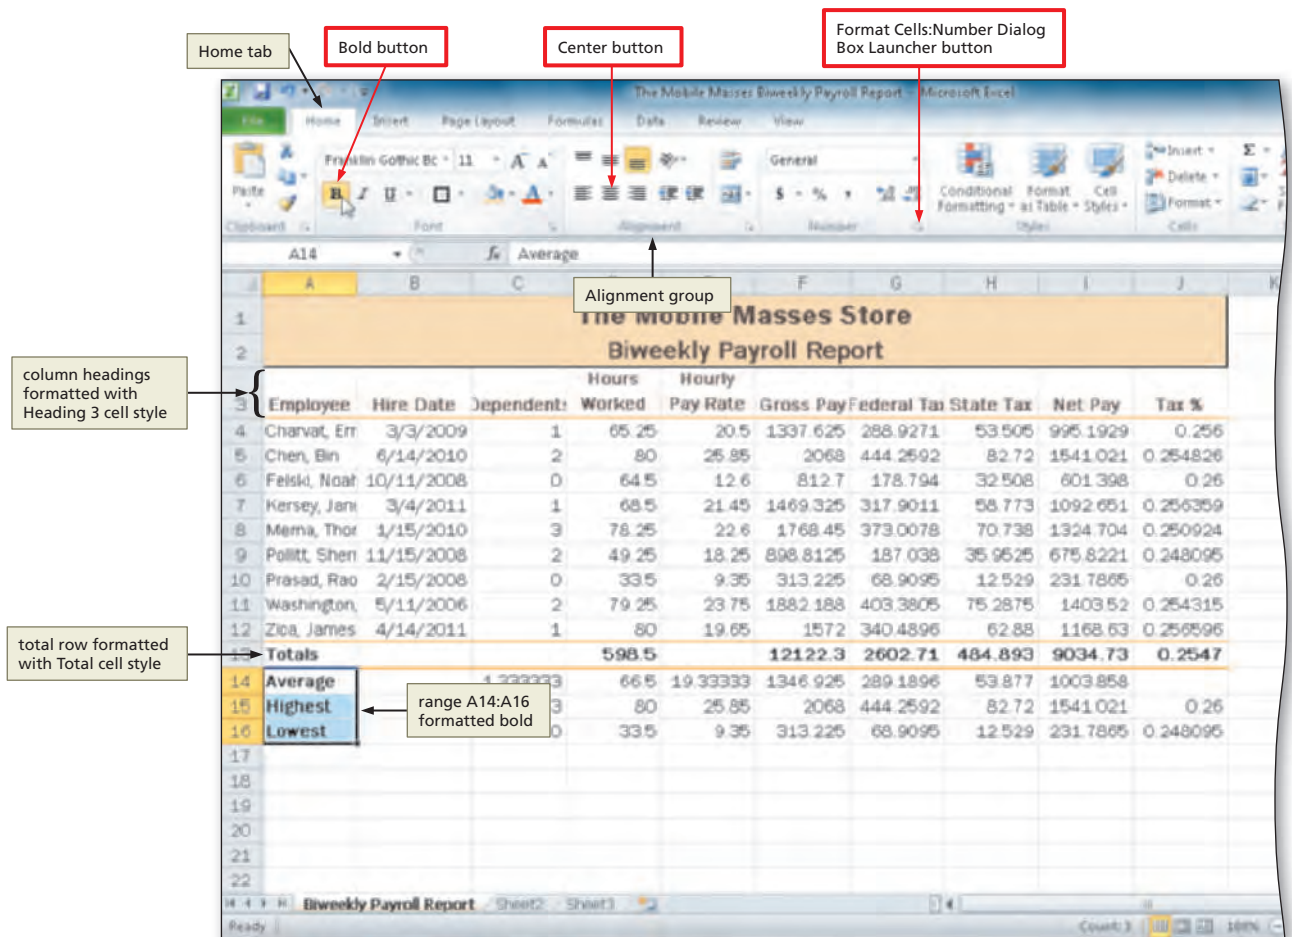 Format Cells:Number Dialog
Box Launcher button
Home tab
Bold button
Center button
The Mobile Masses Biweekly Payroll Report - Microsoft Excel
File Home Insert Page Layout Formulas Data Review View
Franklin Gothic Bc 11 General
Paste
B I U A $ % ,
Conditional Formatting
Format as Table
Cell Styles
Insert
Delete
Format
Clipboard Font Alignment Number Styles Cells
A14 fx Average
Alignment group
A B C F G H I J K
1 The Mobile Masses Store
2 Biweekly Payroll Report
column headings
formatted with
Heading 3 cell style
Hours Hourly
3 Employee Hire Date Dependents Worked Pay Rate Gross Pay Federal Tax State Tax Net Pay Tax %
4 Charvat, Em 3/3/2009 1 65.25 20.5 1337.625 288.9271 53.505 995.1929 0.256
5 Chen, Bin 6/14/2010 2 80 25.85 2068 444.2592 82.72 1541.021 0.254826
6 Felski, Noah 10/11/2008 0 64.5 12.6 812.7 178.794 32.508 601.398 0.26
7 Kersey, Jane 3/4/2011 1 68.5 21.45 1469.325 317.9011 58.773 1092.651 0.256359
8 Merna, Thor 1/15/2010 3 78.25 22.6 1768.45 373.0078 70.738 1324.704 0.250924
9 Pollitt, Sherr 11/15/2008 2 49.25 18.25 898.8125 187.038 35.9525 675.8221 0.248095
10 Prasad, Rao 2/15/2008 0 33.5 9.35 313.225 68.9095 12.529 231.7865 0.26
11 Washington, 5/11/2006 2 79.25 23.75 1882.188 403.3805 75.2875 1403.52 0.254315
12 Zica, James 4/14/2011 1 80 19.65 1572 340.4896 62.88 1168.63 0.256596
total row formatted
with Total cell style
13 Totals 598.5 12122.3 2602.71 484.893 9034.73 0.2547
14 Average 1.333333 66.5 19.33333 1346.925 289.1896 53.877 1003.858
15 Highest 3 80 25.85 2068 444.2592 82.72 1541.021 0.26
16 Lowest 0 33.5 9.35 313.225 68.9095 12.529 231.7865 0.248095
range A14:A16
formatted bold
17
18
19
20
21
22
Biweekly Payroll Report Sheet2 Sheet3
Ready Count: 3 100%